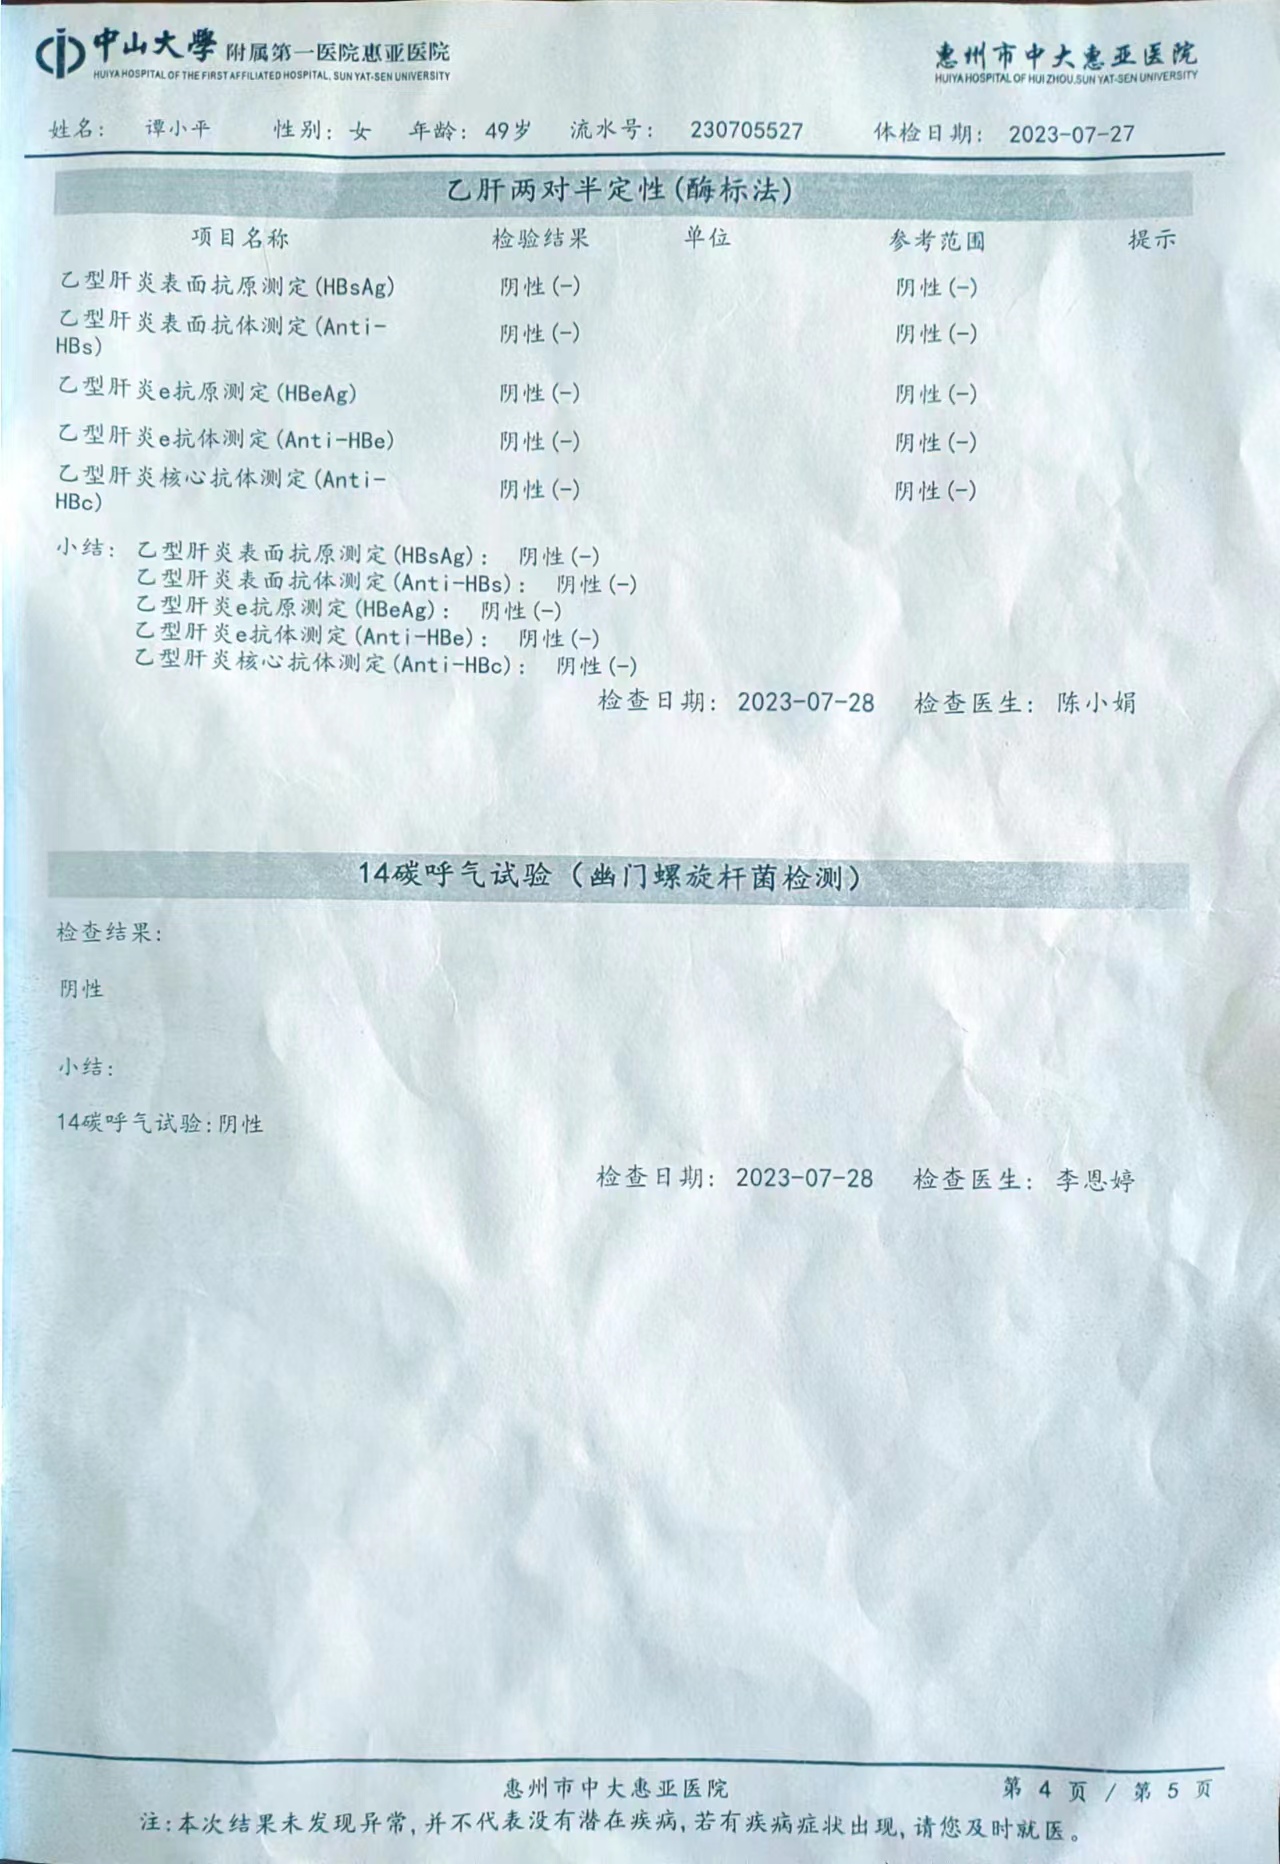 中山大學 附属第一医院惠亚医院
HUIYA HOSPITAL OF THE FIRST AFFILIATED HOSPITAL, SUN YAT-SEN UNIVERSITY
惠州市中大惠亚医院
HUIYA HOSPITAL OF HUI ZHOU,SUN YAT-SEN UNIVERSITY
姓名: 谭小平 性别: 女 年龄: 49岁 流水号: 230705527 体检日期: 2023-07-27
乙肝两对半定性(酶标法)
项目名称 检验结果 单位 参考范围 提示
乙型肝炎表面抗原测定(HBsAg) 阴性(-) 阴性(-)
乙型肝炎表面抗体测定(Anti-
HBs) 阴性(-) 阴性(-)
乙型肝炎e抗原测定(HBeAg) 阴性(-) 阴性(-)
乙型肝炎e抗体测定(Anti-HBe) 阴性(-) 阴性(-)
乙型肝炎核心抗体测定(Anti-
HBc) 阴性(-) 阴性(-)
小结: 乙型肝炎表面抗原测定(HBsAg): 阴性(-)
乙型肝炎表面抗体测定(Anti-HBs): 阴性(-)
乙型肝炎e抗原测定(HBeAg): 阴性(-)
乙型肝炎e抗体测定(Anti-HBe): 阴性(-)
乙型肝炎核心抗体测定(Anti-HBc): 阴性(-)
检查日期: 2023-07-28 检查医生: 陈小娟
14碳呼气试验（幽门螺旋杆菌检测）
检查结果:
阴性
小结:
14碳呼气试验:阴性
检查日期: 2023-07-28 检查医生: 李恩婷
惠州市中大惠亚医院 第 4 页 / 第 5 页
注:本次结果未发现异常,并不代表没有潜在疾病,若有疾病症状出现,请您及时就医。